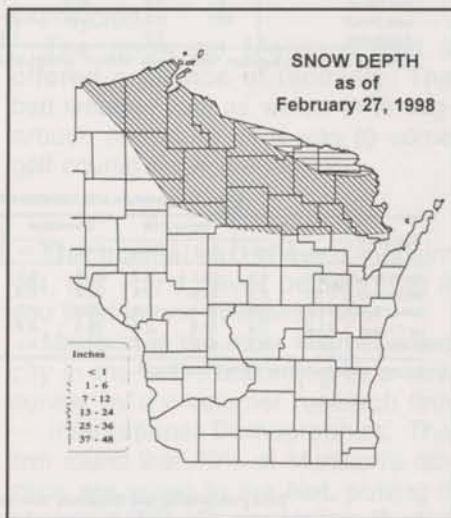 SNOW DEPTH
as of
February 27, 1998
Inches
< 1
1 - 6
7 - 12
13 - 24
25 - 36
37 - 48